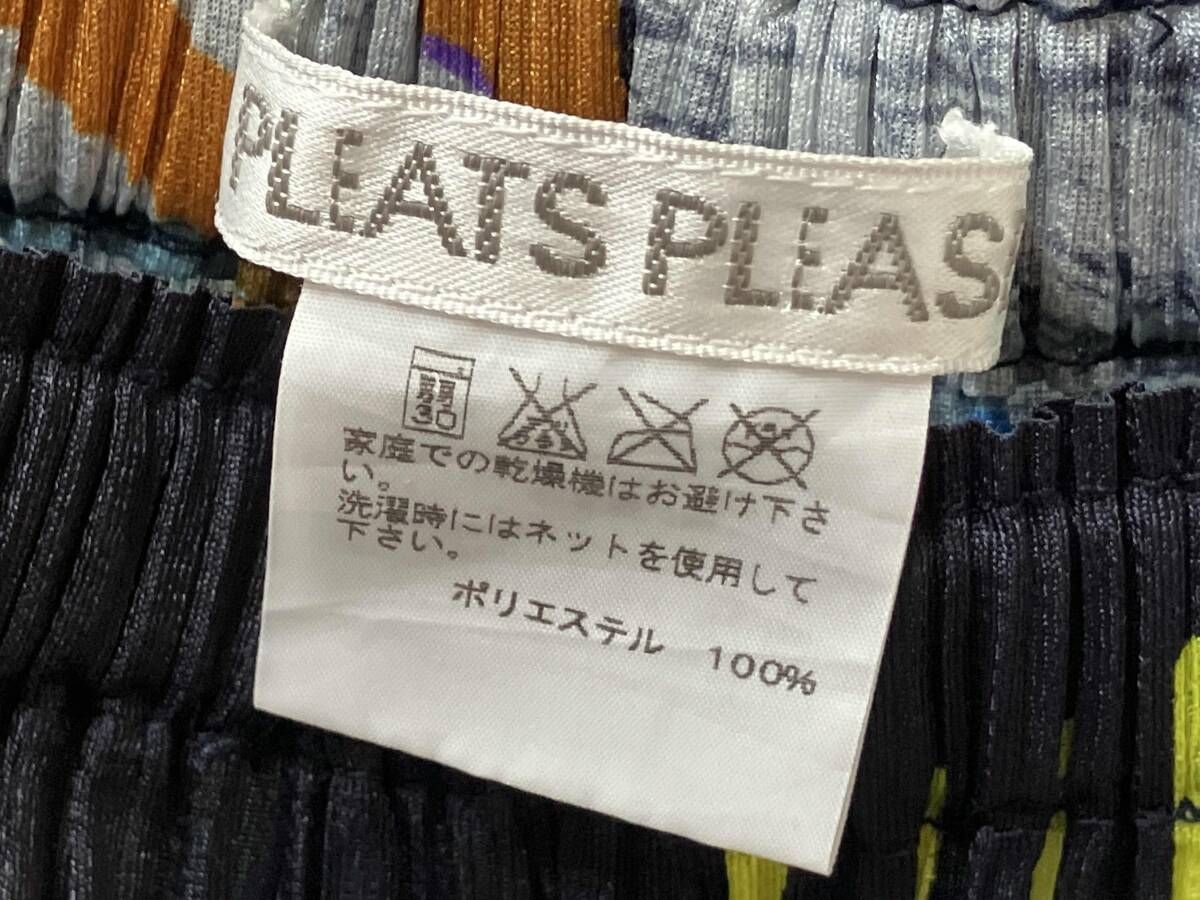 PLEATS PLEAS
30
家庭での乾燥機はお避け下さ
い。
洗濯時にはネットを使用して
下さい。
ポリエステル 100%